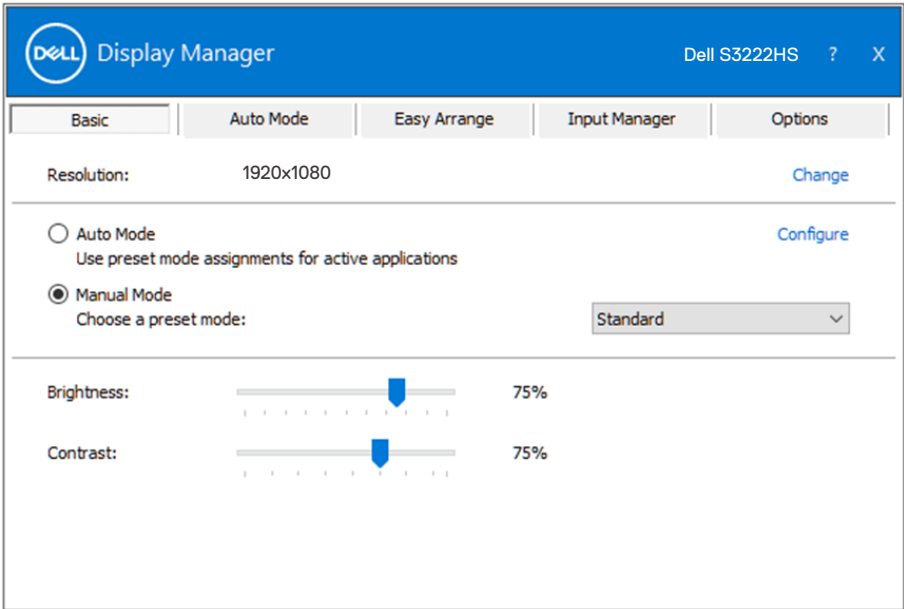 DELL Display Manager Dell S3222HS ? X
Basic Auto Mode Easy Arrange Input Manager Options
Resolution: 1920x1080 Change
Auto Mode Configure
Use preset mode assignments for active applications
Manual Mode
Choose a preset mode: Standard
Brightness: 75%
Contrast: 75%